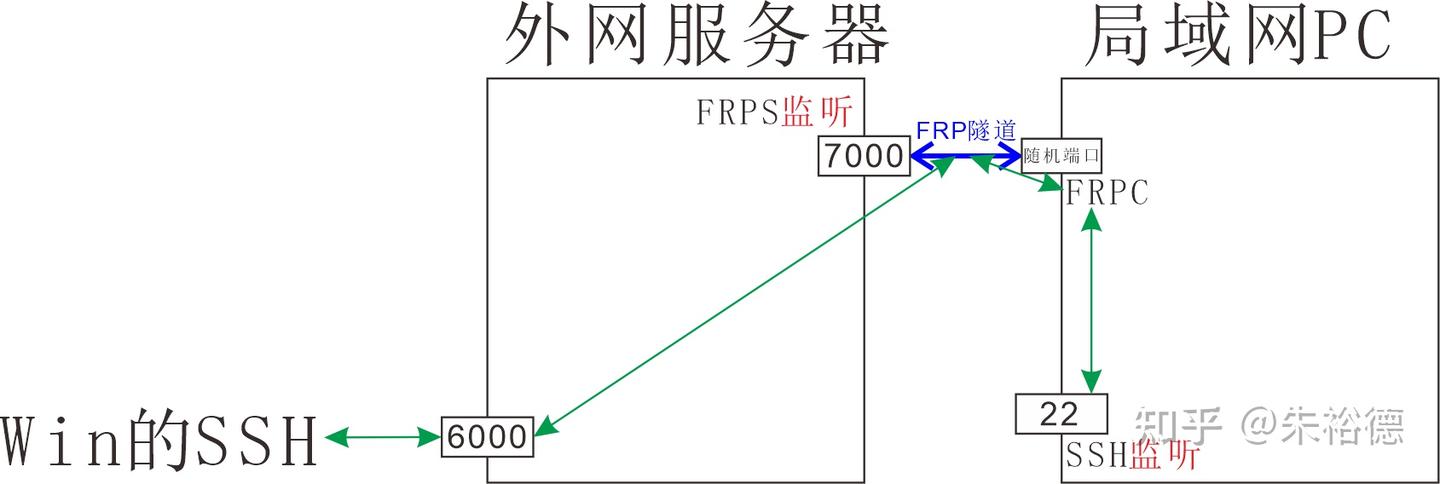 外网服务器
局域网PC
FRPS监听
FRP隧道
7000
随机端口
FRPC
Win的SSH
6000
22
SSH监听
知乎 @朱裕德